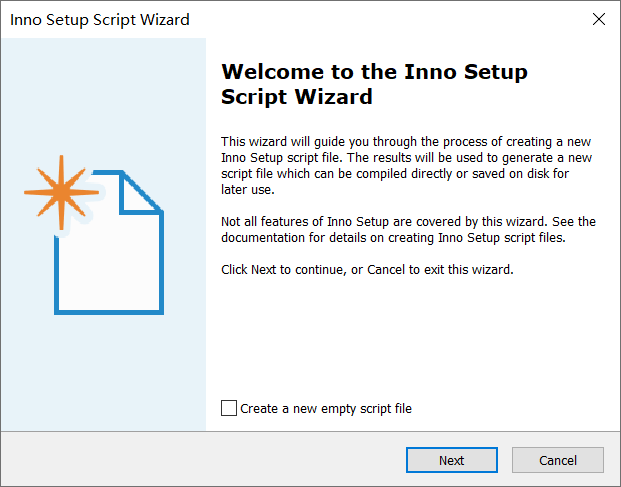 Inno Setup Script Wizard
Welcome to the Inno Setup
Script Wizard
This wizard will guide you through the process of creating a new
Inno Setup script file. The results will be used to generate a new
script file which can be compiled directly or saved on disk for
later use.
Not all features of Inno Setup are covered by this wizard. See the
documentation for details on creating Inno Setup script files.
Click Next to continue, or Cancel to exit this wizard.
Create a new empty script file
Next
Cancel